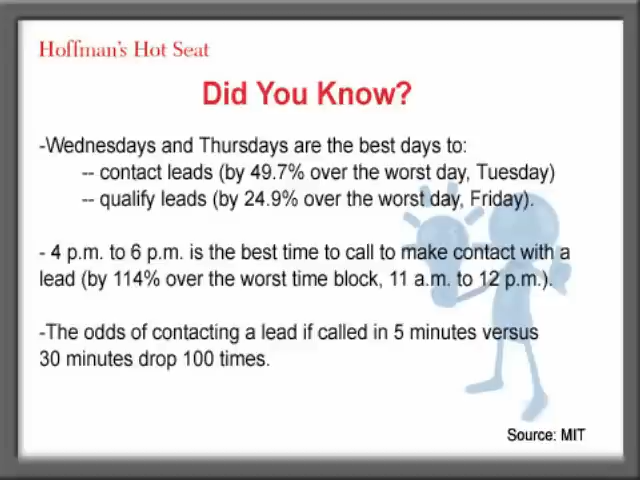 Hoffman's Hot Seat
Did You Know?
-Wednesdays and Thursdays are the best days to:
-- contact leads (by 49.7% over the worst day, Tuesday)
-- qualify leads (by 24.9% over the worst day, Friday).
- 4 p.m. to 6 p.m. is the best time to call to make contact with a
lead (by 114% over the worst time block, 11 a.m. to 12 p.m.).
-The odds of contacting a lead if called in 5 minutes versus
30 minutes drop 100 times.
Source: MIT